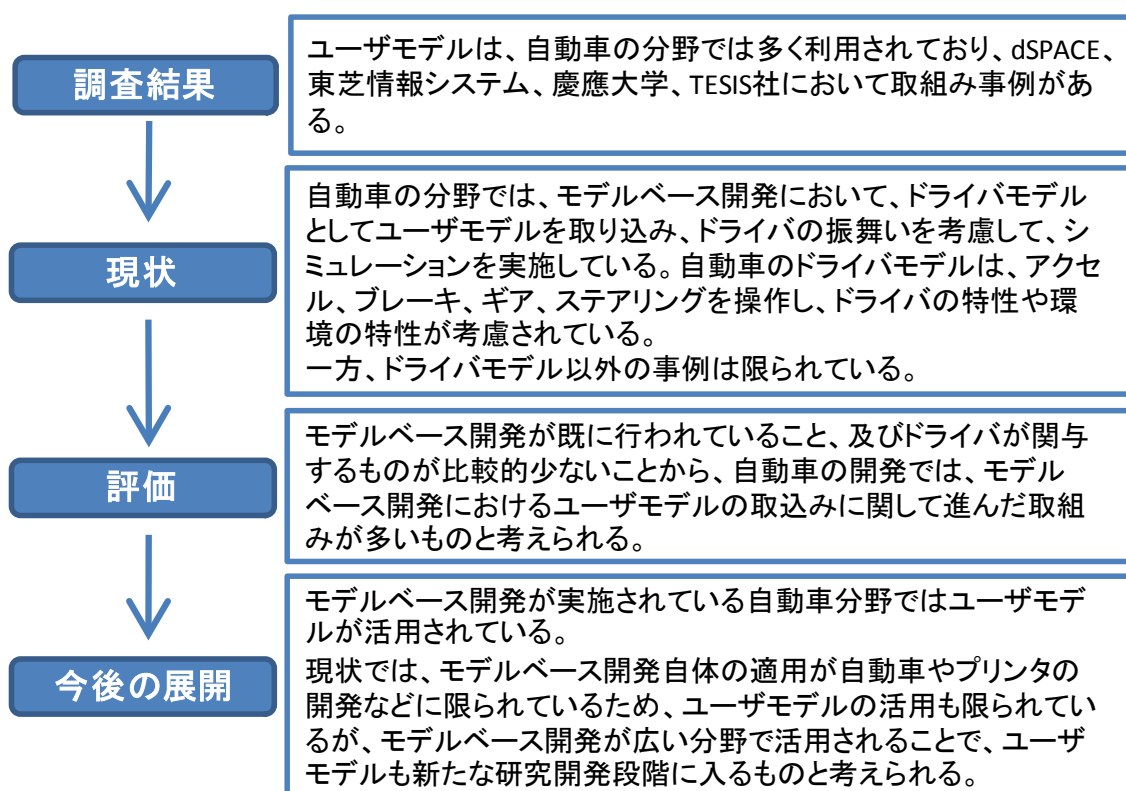 調査結果
ユーザモデルは、自動車の分野では多く利用されており、dSPACE、
東芝情報システム、慶應大学、TESIS社において取組み事例があ
る。
現状
自動車の分野では、モデルベース開発において、ドライバモデル
としてユーザモデルを取り込み、ドライバの振舞いを考慮して、シ
ミュレーションを実施している。自動車のドライバモデルは、アクセ
ル、ブレーキ、ギア、ステアリングを操作し、ドライバの特性や環
境の特性が考慮されている。
一方、ドライバモデル以外の事例は限られている。
評価
モデルベース開発が既に行われていること、及びドライバが関与
するものが比較的少ないことから、自動車の開発では、モデル
ベース開発におけるユーザモデルの取込みに関して進んだ取組
みが多いものと考えられる。
今後の展開
モデルベース開発が実施されている自動車分野ではユーザモデ
ルが活用されている。
現状では、モデルベース開発自体の適用が自動車やプリンタの
開発などに限られているため、ユーザモデルの活用も限られてい
るが、モデルベース開発が広い分野で活用されることで、ユーザ
モデルも新たな研究開発段階に入るものと考えられる。